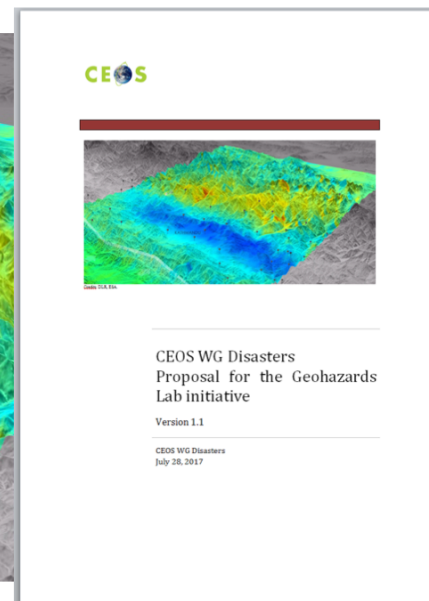 CEOS
CEOS WG Disasters
Proposal for the Geohazards
Lab initiative
Version 1.1
CEOS WG Disasters
July 28, 2017